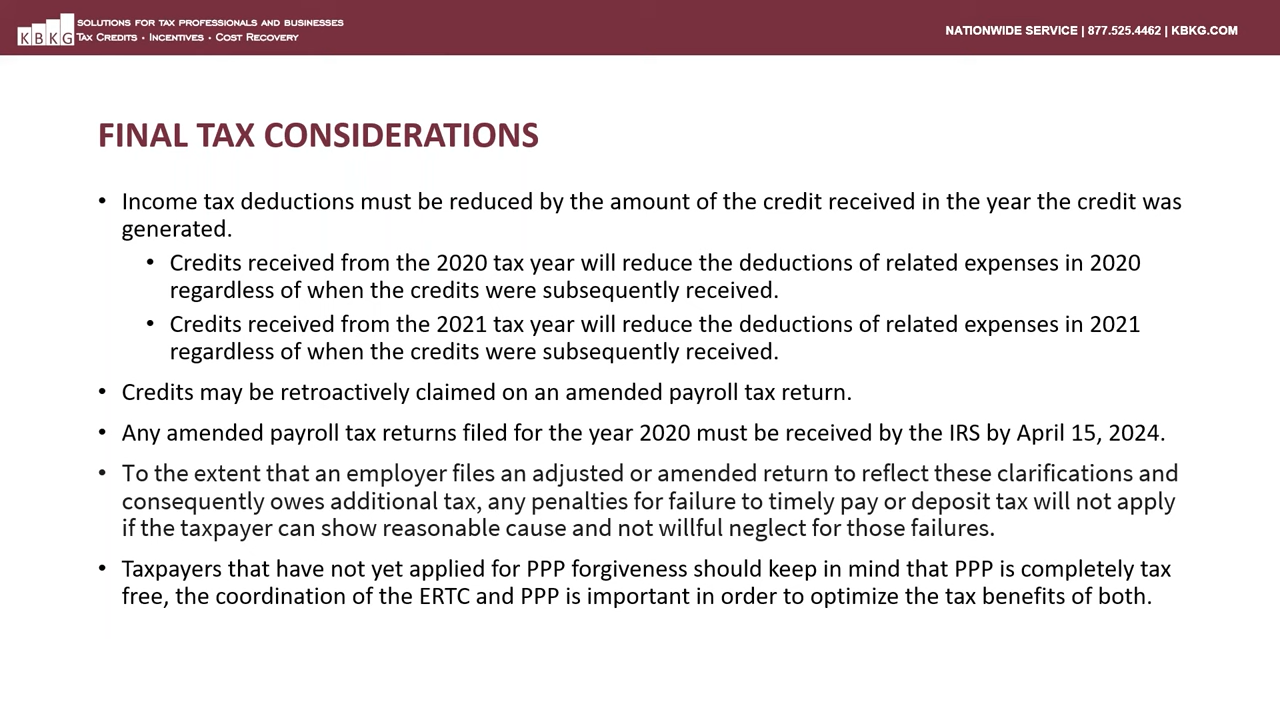 KBKG
SOLUTIONS FOR TAX PROFESSIONALS AND BUSINESSES
TAX CREDITS • INCENTIVES • COST RECOVERY
NATIONWIDE SERVICE | 877.525.4462 | KBKG.COM
FINAL TAX CONSIDERATIONS
• Income tax deductions must be reduced by the amount of the credit received in the year the credit was
generated.
• Credits received from the 2020 tax year will reduce the deductions of related expenses in 2020
regardless of when the credits were subsequently received.
• Credits received from the 2021 tax year will reduce the deductions of related expenses in 2021
regardless of when the credits were subsequently received.
• Credits may be retroactively claimed on an amended payroll tax return.
• Any amended payroll tax returns filed for the year 2020 must be received by the IRS by April 15, 2024.
• To the extent that an employer files an adjusted or amended return to reflect these clarifications and
consequently owes additional tax, any penalties for failure to timely pay or deposit tax will not apply
if the taxpayer can show reasonable cause and not willful neglect for those failures.
• Taxpayers that have not yet applied for PPP forgiveness should keep in mind that PPP is completely tax
free, the coordination of the ERTC and PPP is important in order to optimize the tax benefits of both.